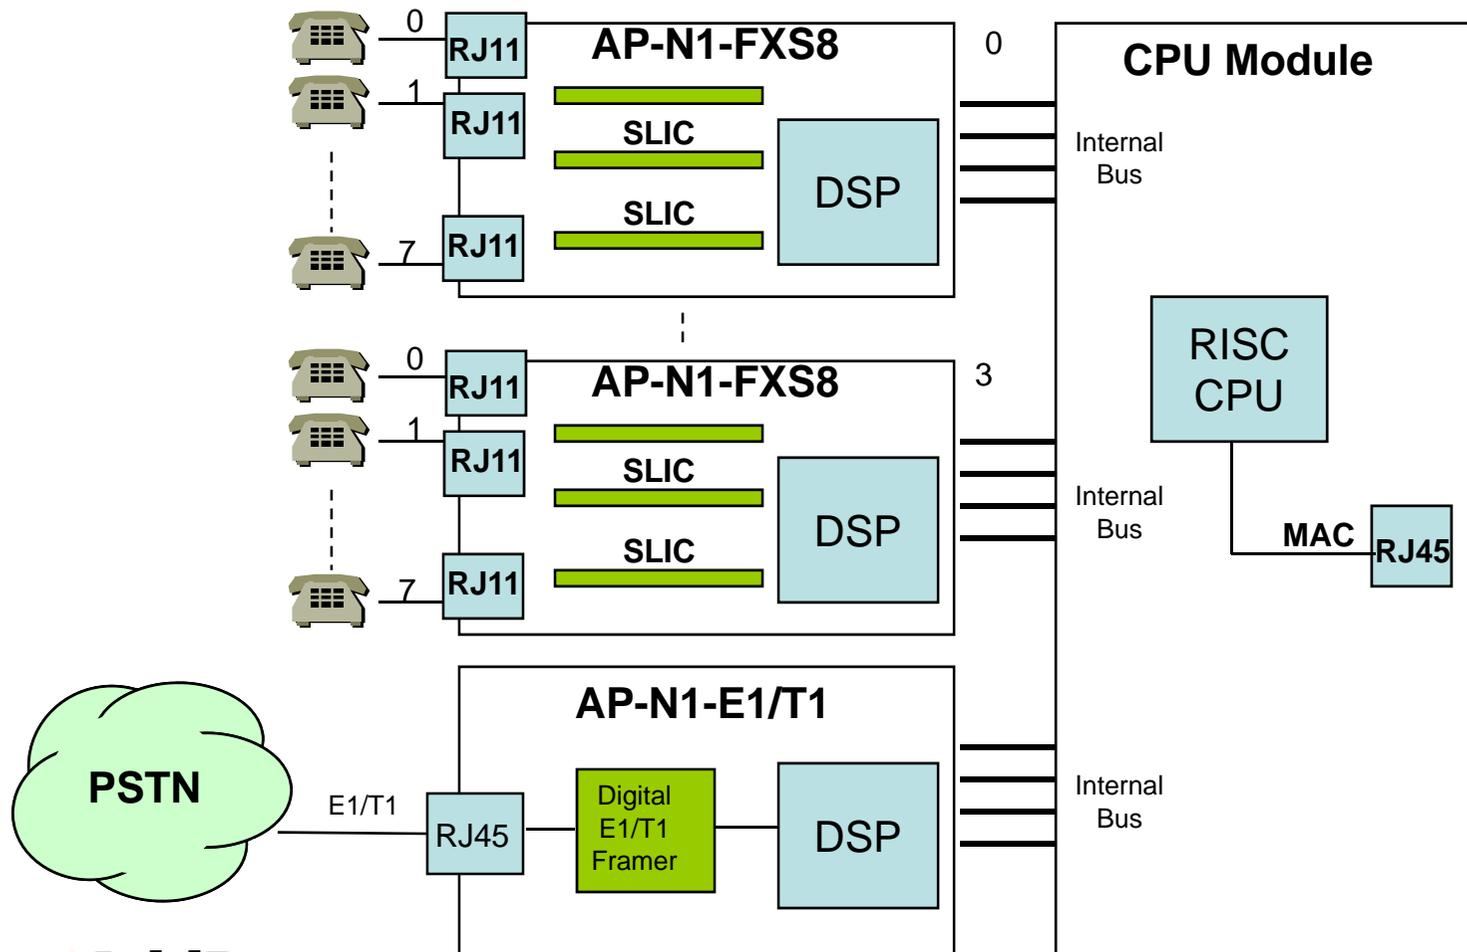 0
RJ11
AP-N1-FXS8
0
CPU Module
1
RJ11
SLIC
DSP
Internal
Bus
SLIC
7
RJ11
0
RJ11
AP-N1-FXS8
3
RISC
CPU
1
RJ11
SLIC
DSP
Internal
Bus
SLIC
MAC
RJ45
7
RJ11
AP-N1-E1/T1
PSTN
E1/T1
RJ45
Digital
E1/T1
Framer
DSP
Internal
Bus